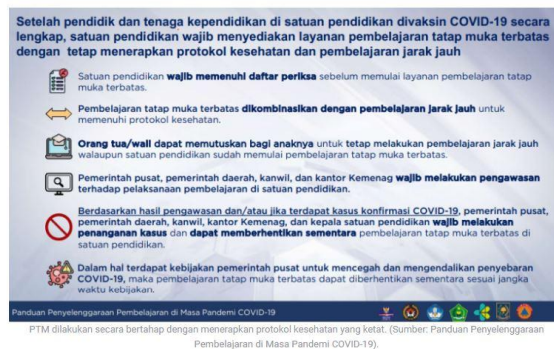 Setelah pendidik dan tenaga kependidikan di satuan pendidikan divaksin COVID-19 secara
lengkap, satuan pendidikan wajib menyediakan layanan pembelajaran tatap muka terbatas
dengan tetap menerapkan protokol kesehatan dan pembelajaran jarak jauh
Satuan pendidikan wajib memenuhi daftar periksa sebelum memulai layanan pembelajaran tatap
muka terbatas.
Pembelajaran tatap muka terbatas dikombinasikan dengan pembelajaran jarak jauh untuk
memenuhi protokol kesehatan.
Orang tua/wali dapat memutuskan bagi anaknya untuk tetap melakukan pembelajaran jarak jauh
walaupun satuan pendidikan sudah memulai pembelajaran tatap muka terbatas.
Pemerintah pusat, pemerintah daerah, kanwil, dan kantor Kemenag wajib melakukan pengawasan
terhadap pelaksanaan pembelajaran di satuan pendidikan.
Berdasarkan hasil pengawasan dan/atau jika terdapat kasus konfirmasi COVID-19, pemerintah pusat,
pemerintah daerah, kanwil, kantor Kemenag, dan kepala satuan pendidikan wajib melakukan
penanganan kasus dan dapat memberhentikan sementara pembelajaran tatap muka terbatas di
satuan pendidikan.
Dalam hal terdapat kebijakan pemerintah pusat untuk mencegah dan mengendalikan penyebaran
COVID-19, maka pembelajaran tatap muka terbatas dapat diberhentikan sementara sesuai jangka
waktu kebijakan.
Panduan Penyelenggaraan Pembelajaran di Masa Pandemi COVID-19
PTM dilakukan secara bertahap dengan menerapkan protokol kesehatan yang ketat. (Sumber: Panduan Penyelenggaraan
Pembelajaran di Masa Pandemi COVID-19).